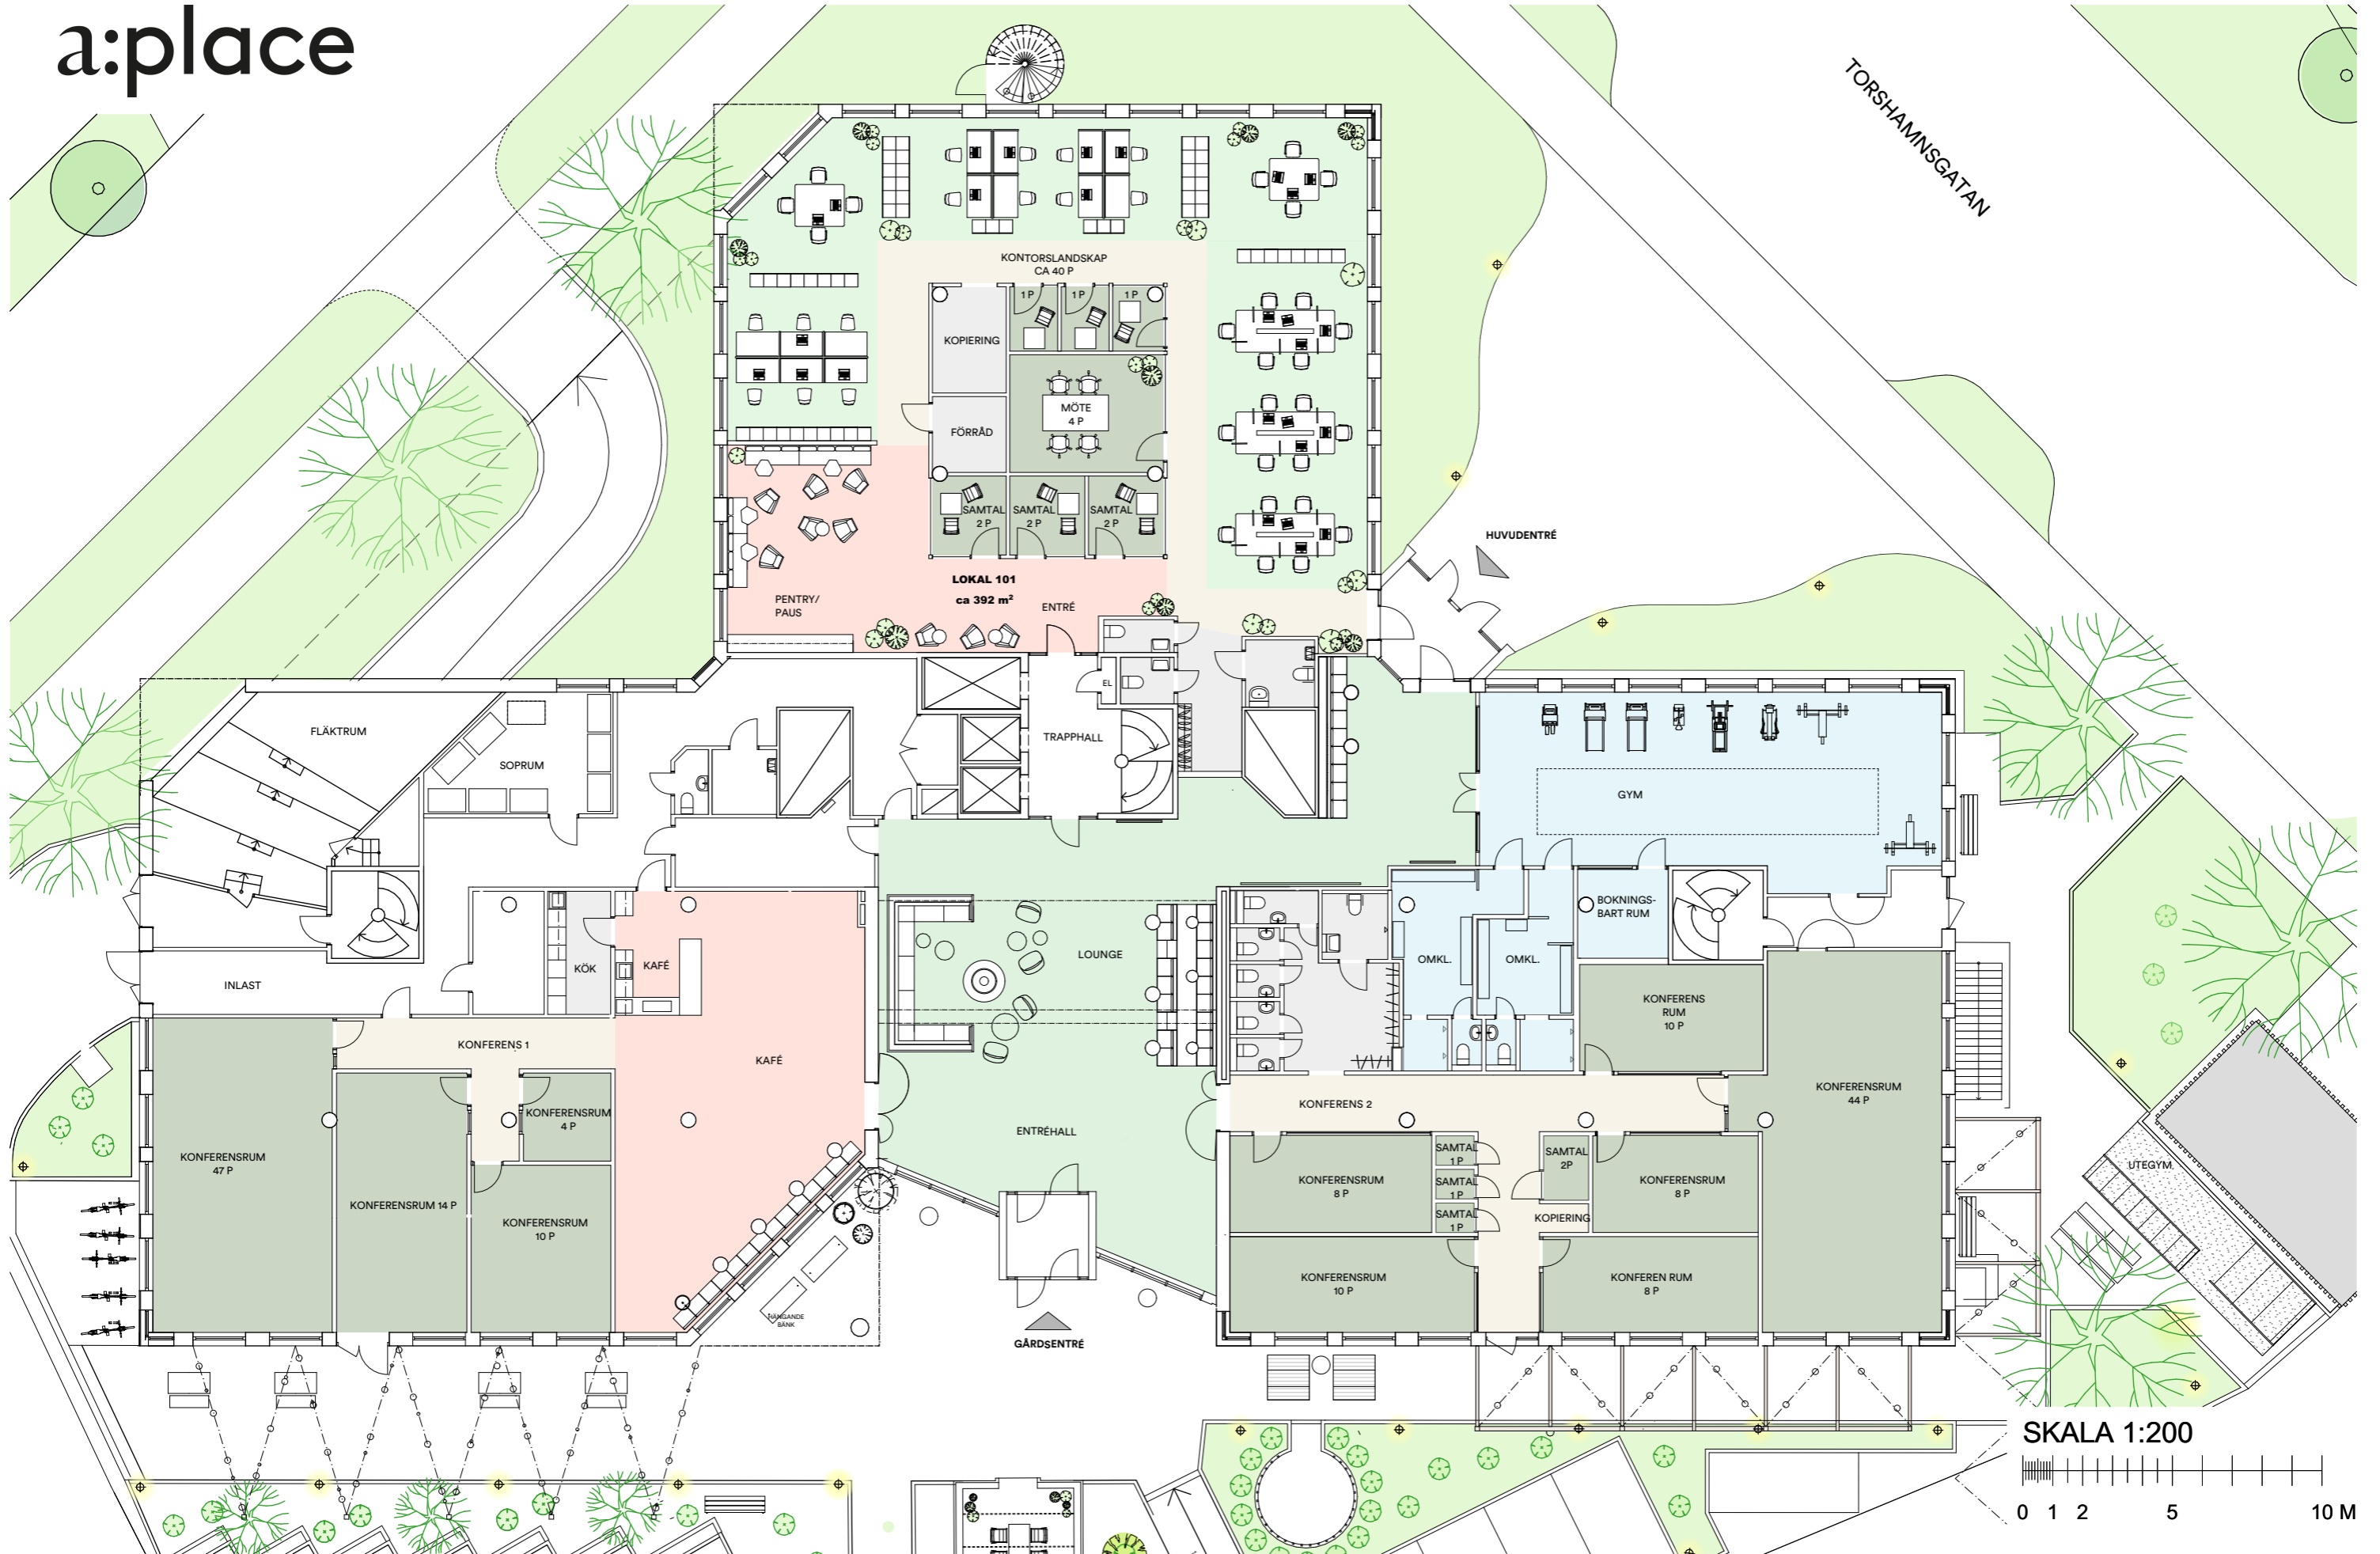 a:place
TORSHAMNSGATAN
KONTORSLANDSKAP
CA 40 P
1 P
1 P
1 P
KOPIERING
MÖTE
4 P
FÖRRÅD
SAMTAL
2 P
SAMTAL
2 P
SAMTAL
2 P
HUVUDENTRÉ
LOKAL 101
ca 392 m²
PENTRY/
PAUS
ENTRÉ
EL
FLÄKTRUM
SOPRUM
TRAPPHALL
GYM
BOKNINGS-
BART RUM
KÖK
KAFÉ
LOUNGE
OMKL.
OMKL.
INLAST
KONFERENS
RUM
10 P
KONFERENS 1
KAFÉ
KONFERENSRUM
44 P
KONFERENS 2
KONFERENSRUM
4 P
ENTRÉHALL
KONFERENSRUM
47 P
SAMTAL
1 P
SAMTAL
2P
UTEGYM
KONFERENSRUM
8 P
SAMTAL
1 P
KONFERENSRUM
8 P
KONFERENSRUM 14 P
SAMTAL
1 P
KOPIERING
KONFERENSRUM
10 P
KONFERENSRUM
10 P
KONFEREN RUM
8 P
HÄNGANDE
BÄNK
GÅRDSENTRÉ
SKALA 1:200
0 1 2 5 10 M